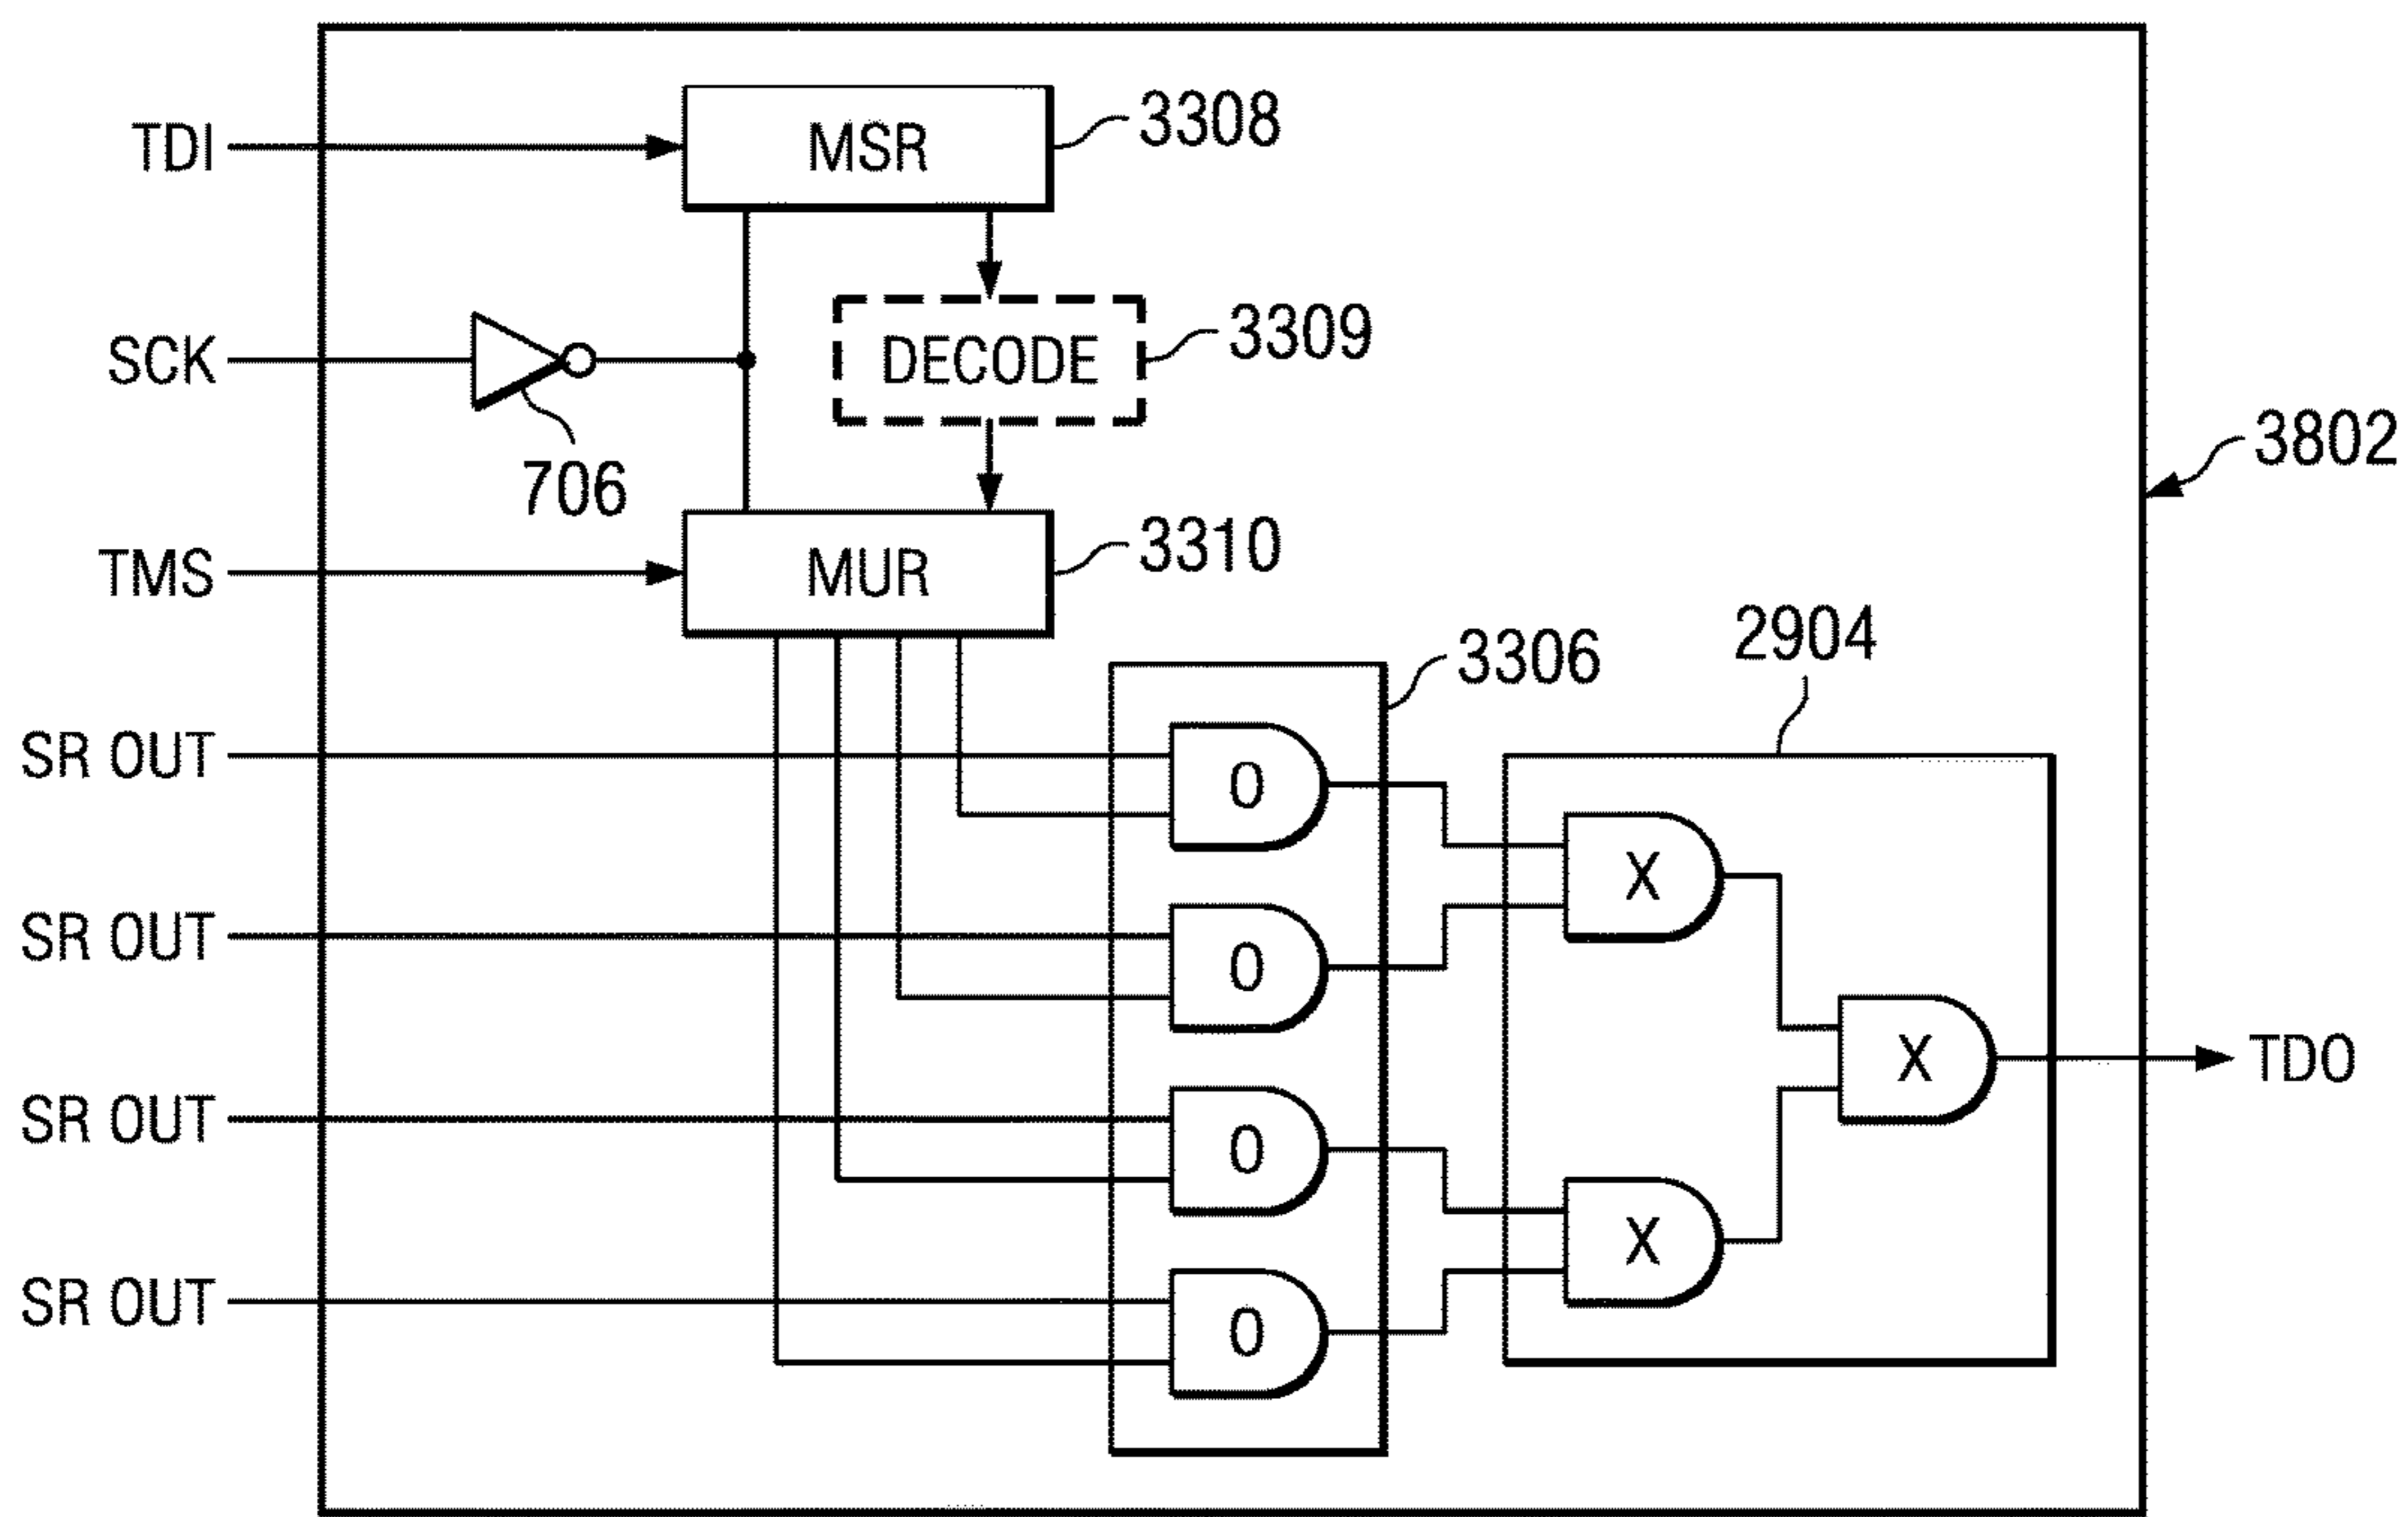 TDI
MSR
3308
SCK
706
DECODE
3309
3802
TMS
MUR
3310
3306
2904
SR OUT
O
X
SR OUT
O
X
TDO
SR OUT
O
X
SR OUT
O